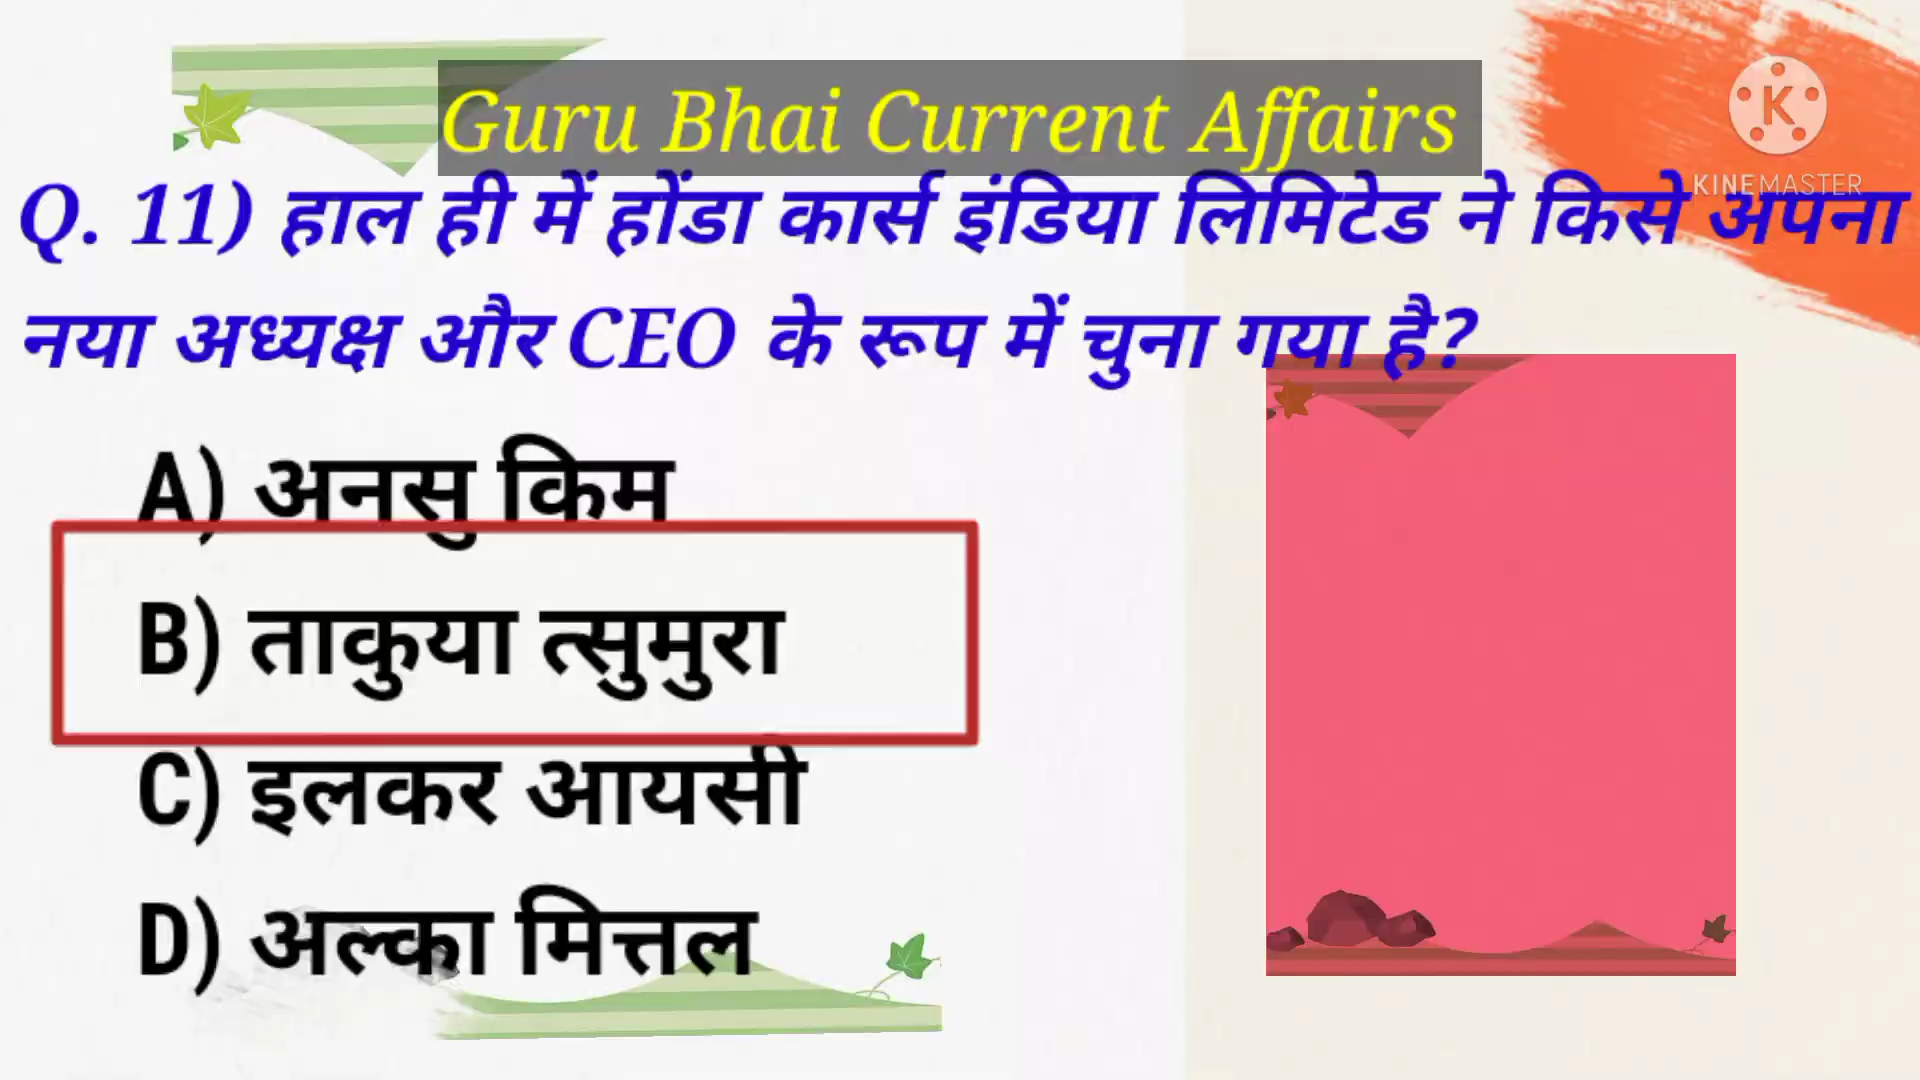 Guru Bhai Current Affairs
KINEMASTER
Q. 11) हाल ही में होंडा कार्स इंडिया लिमिटेड ने किसे अपना
नया अध्यक्ष और CEO के रूप में चुना गया है?
A) अनसु किम
B) ताकुया त्सुमुरा
C) इलकर आयसी
D) अल्का मित्तल